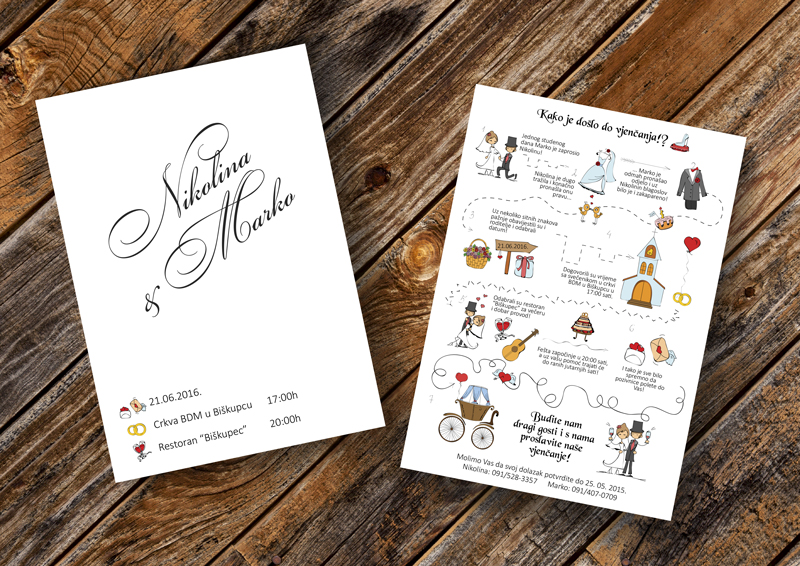 Nikolina
&
Marko
21.06.2016.
Crkva BDM u Biškupcu 17:00h
Restoran "Biškupec" 20:00h
Kako je došlo do vjenčanja!?
Jednog studenog
dana Marko je zaprosio
Nikolinu!
Nikolina je dugo
tražila i konačno
pronašla onu
pravu...
... Marko je
odmah pronašao
odjelo i uz
Nikolinin blagoslov
bilo je i zakapareno!
Uz nekoliko sitnih znakova
pažnje obavijestili su i
roditelje i odabrali
datum!
21.06.2016.
Dogovorili su vrijeme
sa svećenikom u crkvi
BDM u Biškupcu u
17:00 sati.
Odabrali su restoran
"Biškupec" za večeru
i dobar provod!
Fešta započinje u 20:00 sati,
a uz vašu pomoć trajati će
do ranih jutarnjih sati!
I tako je sve bilo
spremno da
pozivnice polete do
Vas!
Budite nam
dragi gosti i s nama
proslavite naše
vjenčanje!
Molimo Vas da svoj dolazak potvrdite do 25. 05. 2015.
Nikolina: 091/528-3357 Marko: 091/407-0709